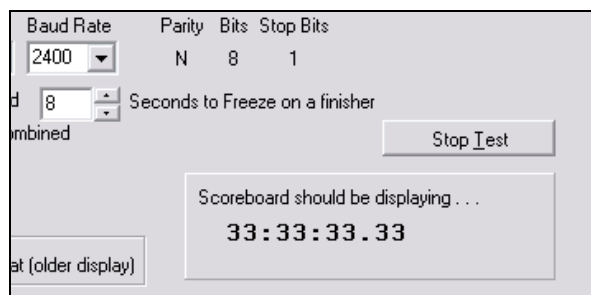 Baud Rate Parity Bits Stop Bits
2400 N 8 1
8 Seconds to Freeze on a finisher
Stop Test
Scoreboard should be displaying . . .
33:33:33.33
at (older display)